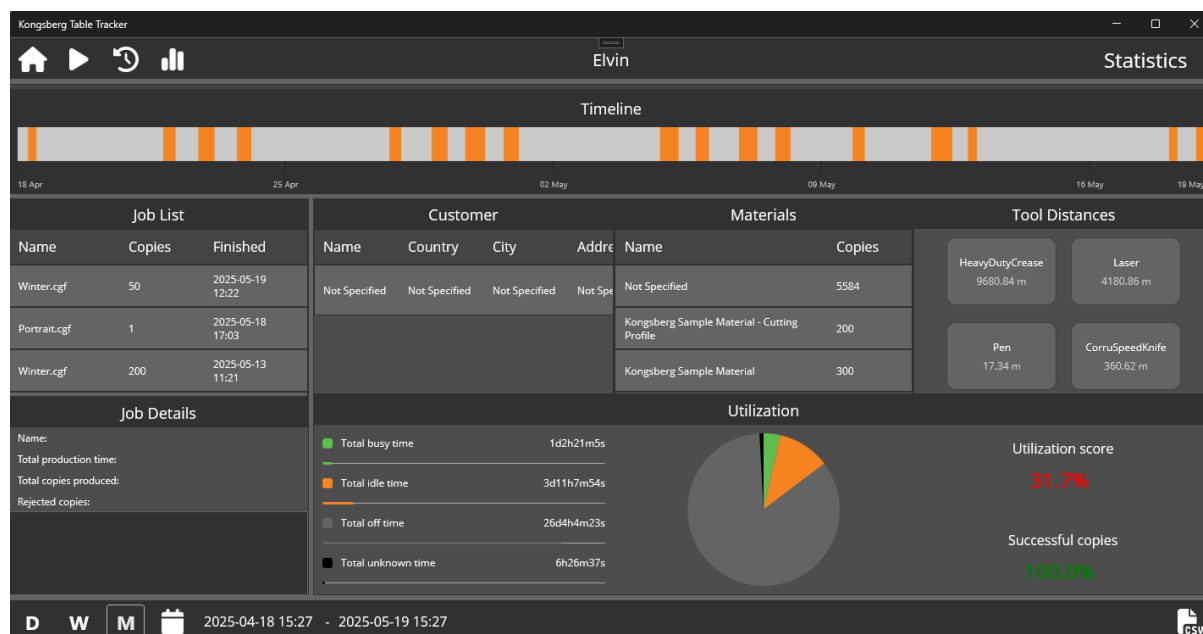 Kongsberg Table Tracker
Elvin
Statistics
Timeline
18 Apr 25 Apr 02 May 09 May 16 May 19 May
Job List
Name Copies Finished
Winter.cgf 50 2025-05-19
12:22
Portrait.cgf 1 2025-05-18
17:03
Winter.cgf 200 2025-05-13
11:21
Job Details
Name:
Total production time:
Total copies produced:
Rejected copies:
Customer
Name Country City Addre
Not Specified Not Specified Not Specified Not Spe
Materials
Name Copies
Not Specified 5584
Kongsberg Sample Material - Cutting
Profile 200
Kongsberg Sample Material 300
Tool Distances
HeavyDutyCrease
9680.84 m
Laser
4180.86 m
Pen
17.34 m
CorruSpeedKnife
360.62 m
Utilization
Total busy time 1d2h21m5s
Total idle time 3d11h7m54s
Total off time 26d4h4m23s
Total unknown time 6h26m37s
Utilization score
31.7%
Successful copies
100.0%
D W M 2025-04-18 15:27 - 2025-05-19 15:27
CSV